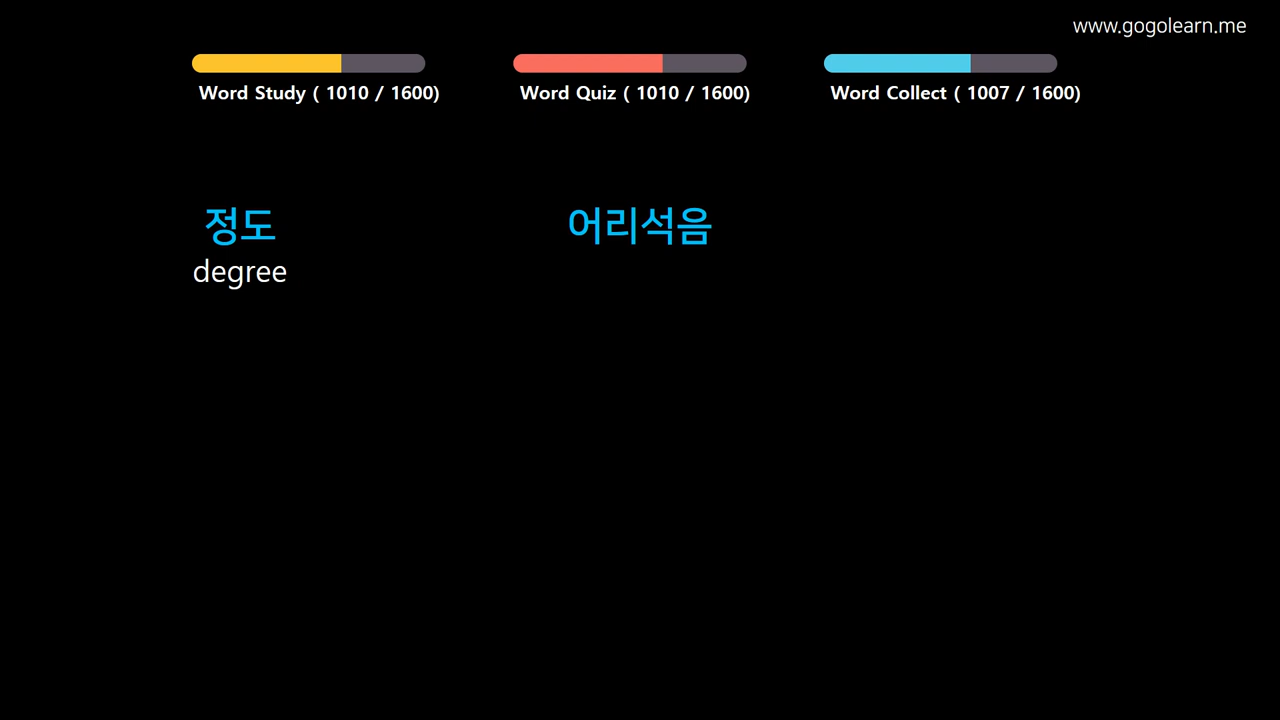 www.gogolearn.me
Word Study ( 1010 / 1600)
Word Quiz ( 1010 / 1600)
Word Collect ( 1007 / 1600)
정도
어리석음
degree